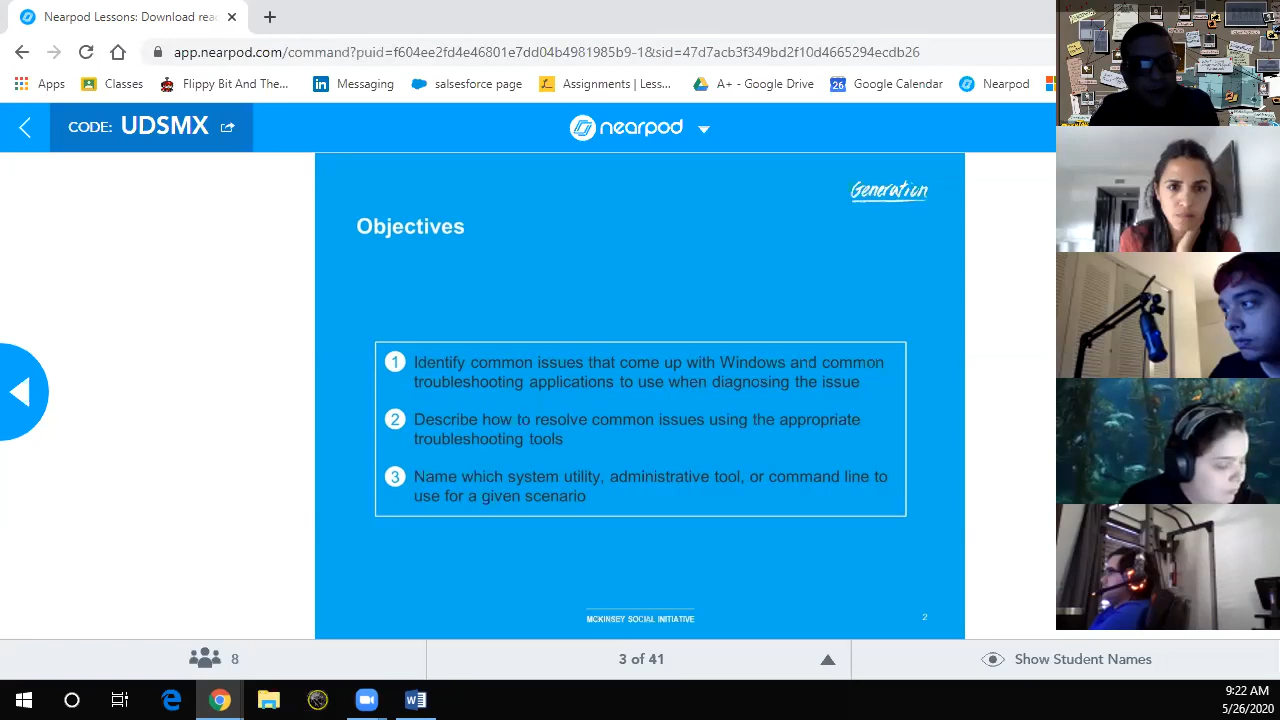 Nearpod Lessons: Download rea
app.nearpod.com/command?puid=f604ee2fd4e46801e7dd04b4981985b9-1&sid=47d7acb3f349bd2f10d4665294ecdb26
Apps Classes Flippy Bit And The... Messaging salsesforce page Assignments | Less... A+ - Google Drive 26 Google Calendar Nearpod
CODE: UDSMX nearpod
Generation
Objectives
1 Identify common issues that come up with Windows and common
troubleshooting applications to use when diagnosing the issue
2 Describe how to resolve common issues using the appropriate
troubleshooting tools
3 Name which system utility, administrative tool, or command line to
use for a given scenario
MCKINSEY SOCIAL INITIATIVE 2
8 3 of 41 Show Student Names
9:22 AM
5/26/2020